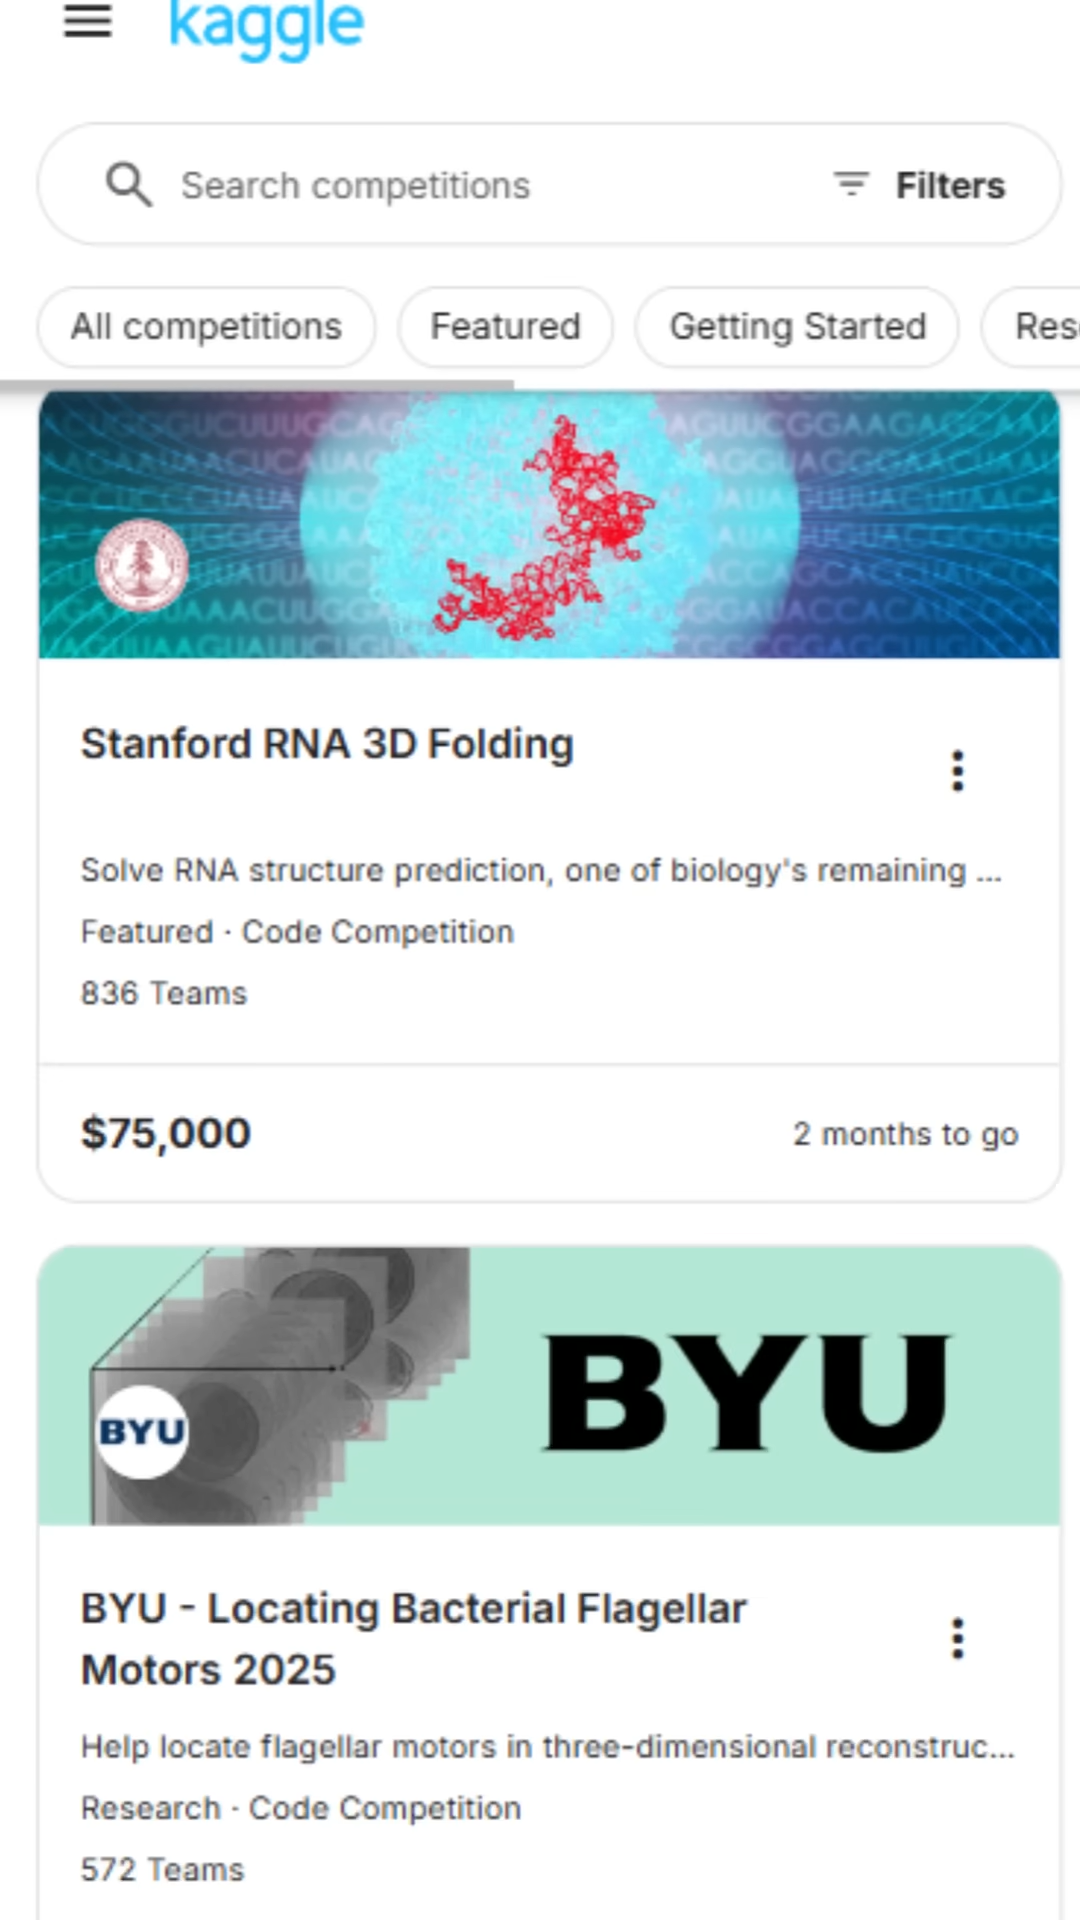 kaggle
Search competitions Filters
All competitions Featured Getting Started
Stanford RNA 3D Folding
Solve RNA structure prediction, one of biology's remaining ...
Featured · Code Competition
836 Teams
$75,000 2 months to go
BYU
BYU
BYU - Locating Bacterial Flagellar
Motors 2025
Help locate flagellar motors in three-dimensional reconstruc...
Research · Code Competition
572 Teams